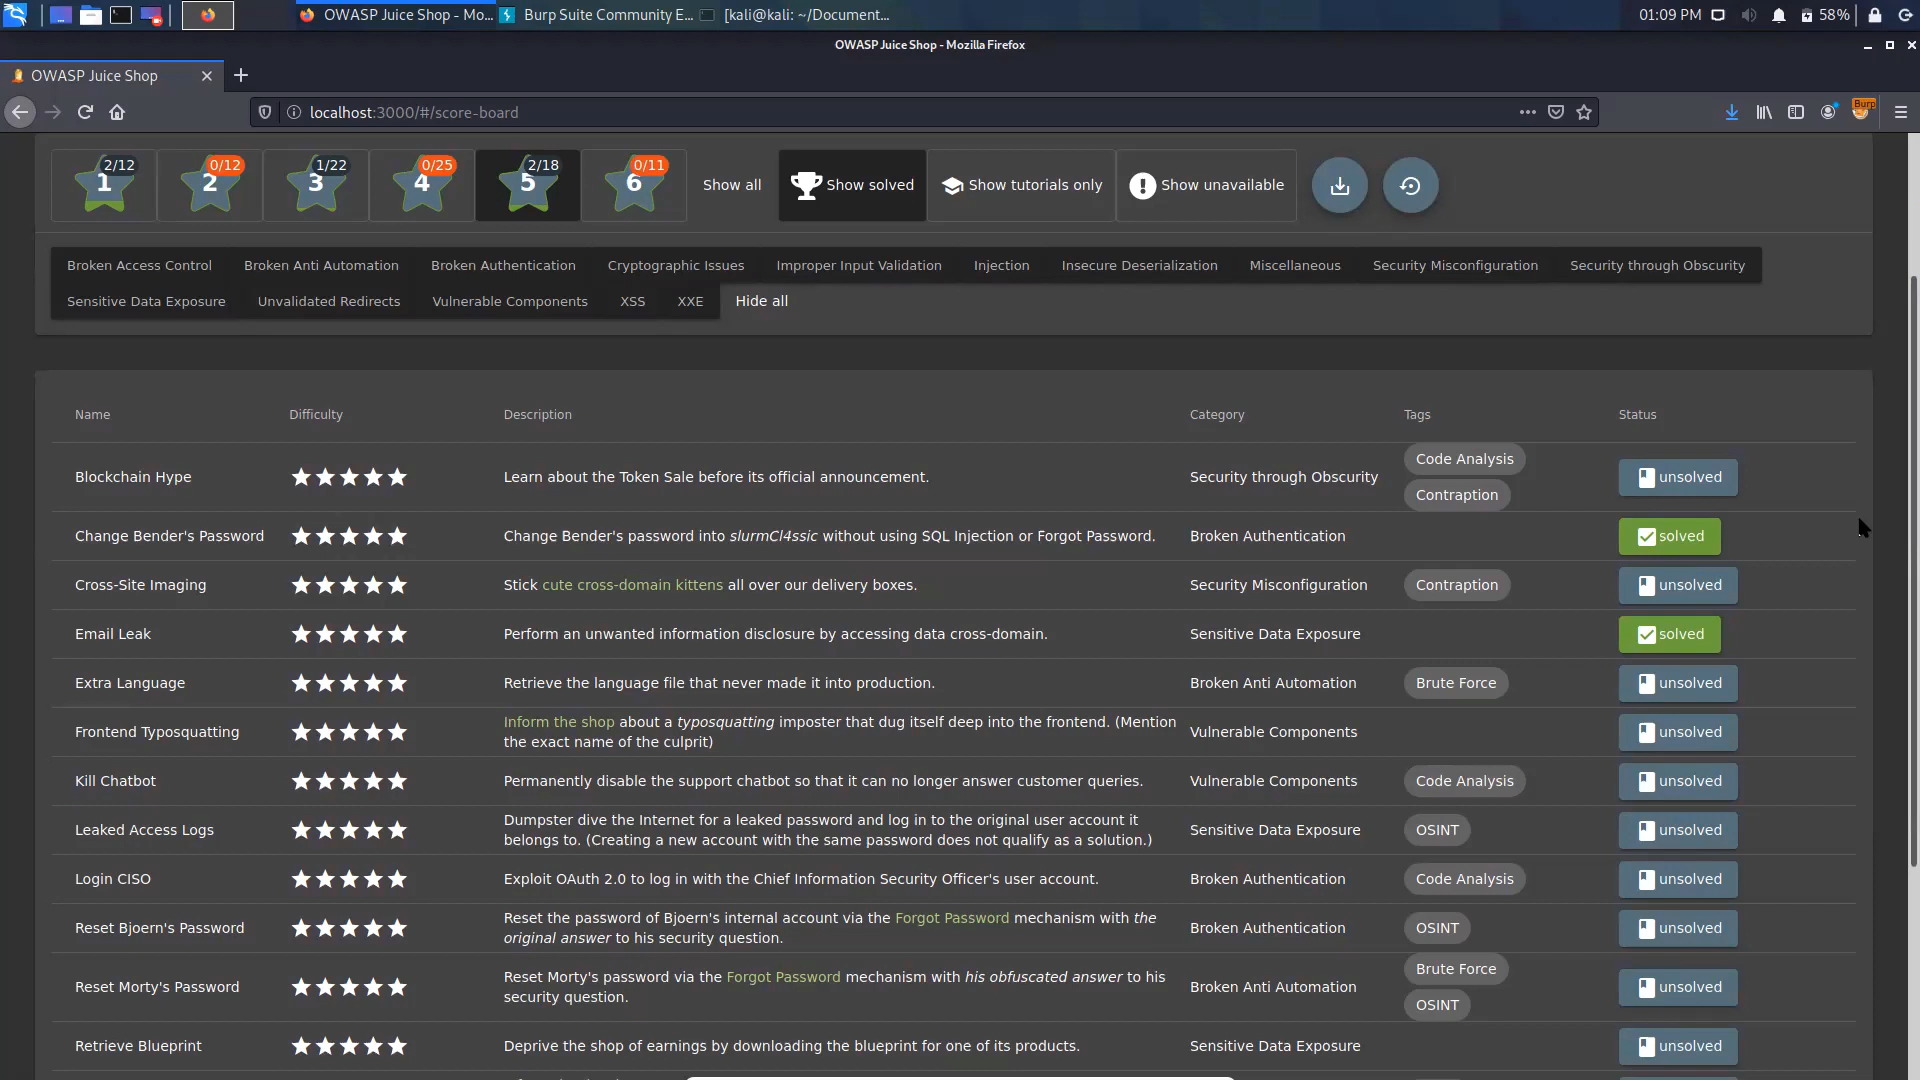 OWASP Juice Shop - Mo...
Burp Suite Community E...
[kali@kali: ~/Document...
01:09 PM
58%
OWASP Juice Shop - Mozilla Firefox
OWASP Juice Shop
localhost:3000/#/score-board
Burp
1 2/12
2 0/12
3 1/22
4 0/25
5 2/18
6 0/11
Show all
Show solved
Show tutorials only
Show unavailable
Broken Access Control Broken Anti Automation Broken Authentication Cryptographic Issues Improper Input Validation Injection Insecure Deserialization Miscellaneous Security Misconfiguration Security through Obscurity
Sensitive Data Exposure Unvalidated Redirects Vulnerable Components XSS XXE Hide all
Name Difficulty Description Category Tags Status
Blockchain Hype Learn about the Token Sale before its official announcement. Security through Obscurity Code Analysis Contraption unsolved
Change Bender's Password Change Bender's password into slurmCl4ssic without using SQL Injection or Forgot Password. Broken Authentication solved
Cross-Site Imaging Stick cute cross-domain kittens all over our delivery boxes. Security Misconfiguration Contraption unsolved
Email Leak Perform an unwanted information disclosure by accessing data cross-domain. Sensitive Data Exposure solved
Extra Language Retrieve the language file that never made it into production. Broken Anti Automation Brute Force unsolved
Frontend Typosquatting Inform the shop about a typosquatting imposter that dug itself deep into the frontend. (Mention
the exact name of the culprit) Vulnerable Components unsolved
Kill Chatbot Permanently disable the support chatbot so that it can no longer answer customer queries. Vulnerable Components Code Analysis unsolved
Leaked Access Logs Dumpster dive the Internet for a leaked password and log in to the original user account it
belongs to. (Creating a new account with the same password does not qualify as a solution.) Sensitive Data Exposure OSINT unsolved
Login CISO Exploit OAuth 2.0 to log in with the Chief Information Security Officer's user account. Broken Authentication Code Analysis unsolved
Reset Bjoern's Password Reset the password of Bjoern's internal account via the Forgot Password mechanism with the
original answer to his security question. Broken Authentication OSINT unsolved
Reset Morty's Password Reset Morty's password via the Forgot Password mechanism with his obfuscated answer to his
security question. Broken Anti Automation Brute Force OSINT unsolved
Retrieve Blueprint Deprive the shop of earnings by downloading the blueprint for one of its products. Sensitive Data Exposure unsolved